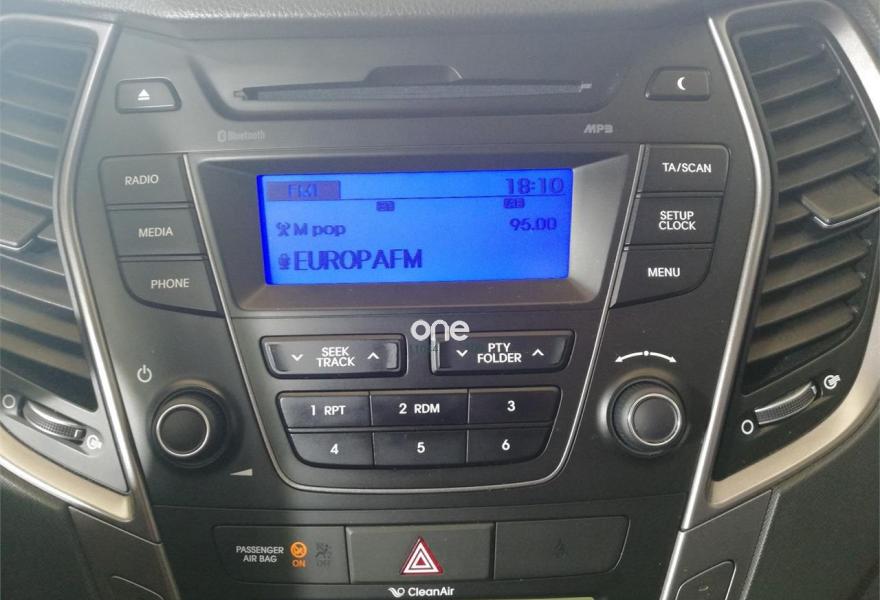 Bluetooth
MP3
RADIO
MEDIA
PHONE
FM1
18:10
M pop
95.00
EUROPAFM
TA/SCAN
SETUP
CLOCK
MENU
one
SEEK
TRACK
PTY
FOLDER
1 RPT
2 RDM
3
4
5
6
PASSENGER
AIR BAG
ON
CleanAir